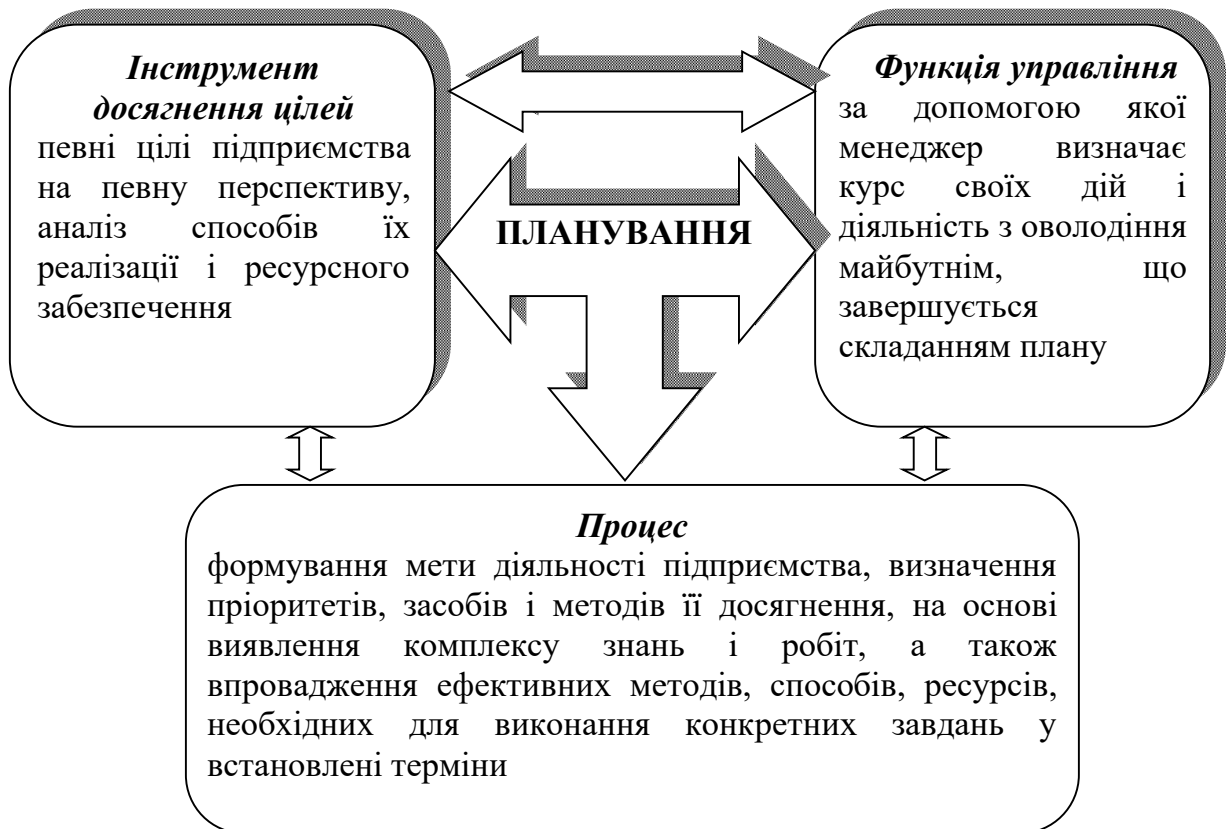 Інструмент
досягнення цілей
певні цілі підприємства
на певну перспективу,
аналіз способів їх
реалізації і ресурсного
забезпечення
ПЛАНУВАННЯ
Функція управління
за допомогою якої
менеджер визначає
курс своїх дій і
діяльність з оволодіння
майбутнім, що
завершується
складанням плану
Процес
формування мети діяльності підприємства, визначення
пріоритетів, засобів і методів її досягнення, на основі
виявлення комплексу знань і робіт, а також
впровадження ефективних методів, способів, ресурсів,
необхідних для виконання конкретних завдань у
встановлені терміни